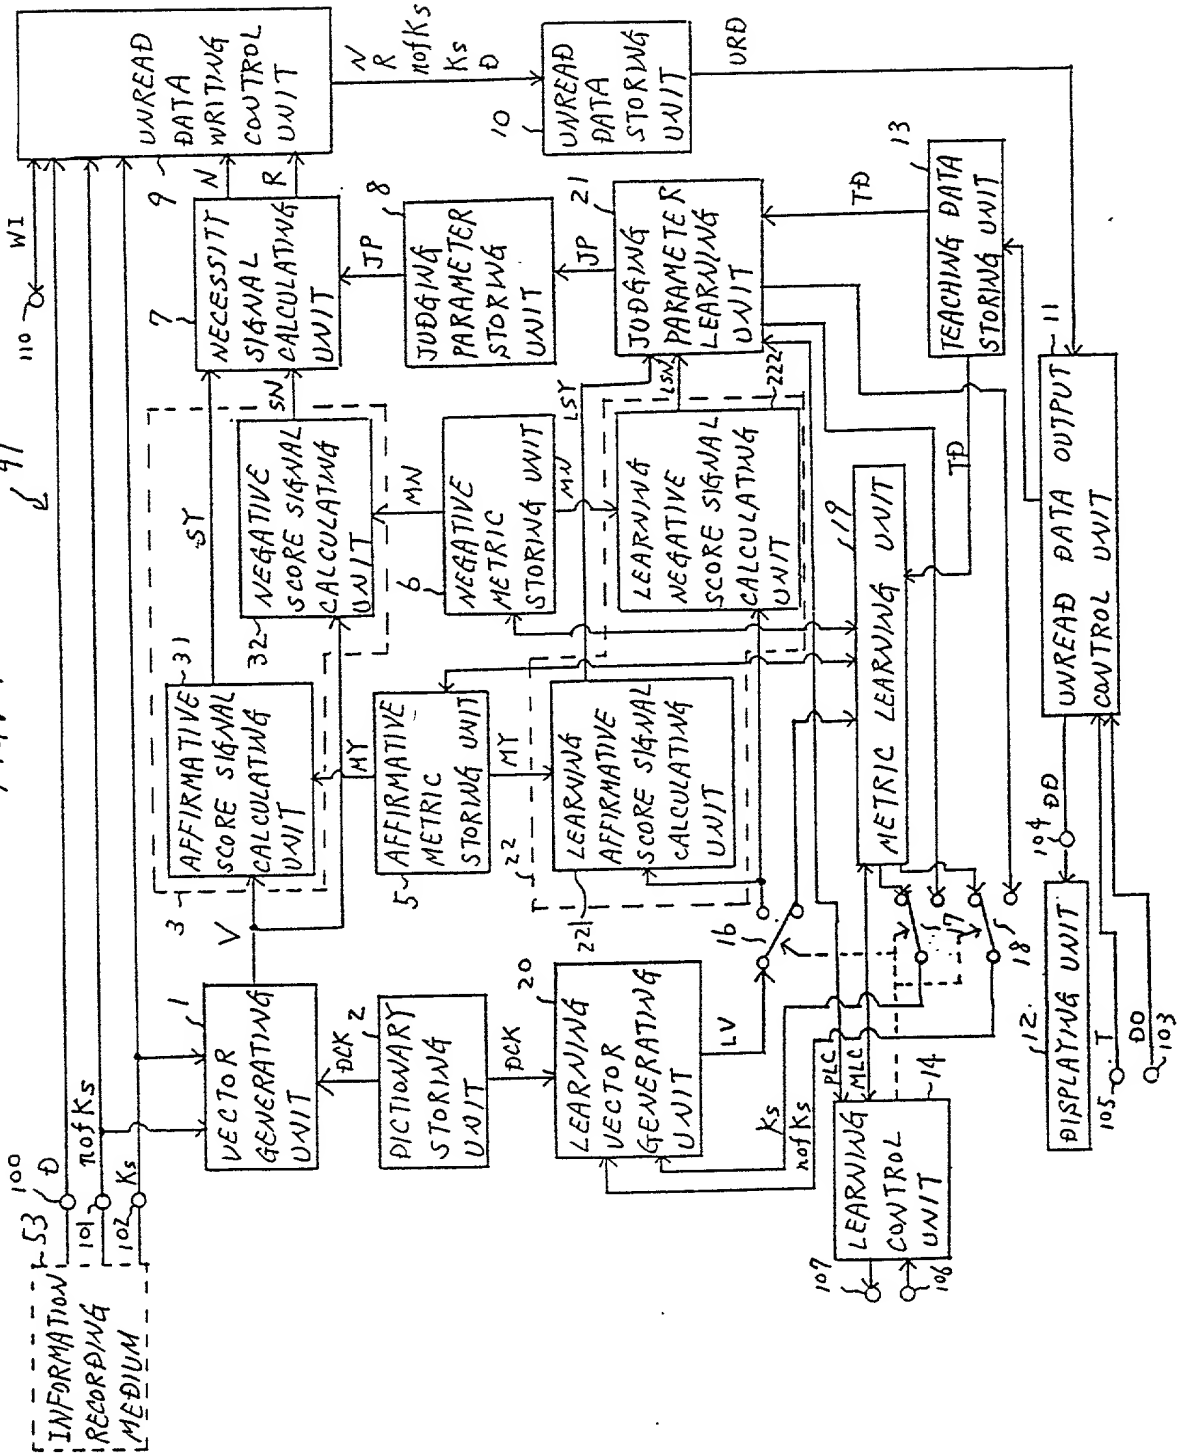 91
INFORMATION
RECORDING
MEDIUM
53
100
D
101
nofKs
102
Ks
110
WI
1
VECTOR
GENERATING
UNIT
V
DCK
2
DICTIONARY
STORING
UNIT
DCK
20
LEARNING
VECTOR
GENERATING
UNIT
LV
3
AFFIRMATIVE
SCORE SIGNAL
CALCULATING
UNIT
31
SY
32
NEGATIVE
SCORE SIGNAL
CALCULATING
UNIT
SN
MY
5
AFFIRMATIVE
METRIC
STORING UNIT
MY
MN
6
NEGATIVE
METRIC
STORING UNIT
MN
22
221
LEARNING
AFFIRMATIVE
SCORE SIGNAL
CALCULATING
UNIT
LSY
LEARNING
NEGATIVE
SCORE SIGNAL
CALCULATING
UNIT
LSN
222
7
NECESSITY
SIGNAL
CALCULATING
UNIT
N
R
JP
8
JUDGING
PARAMETER
STORING
UNIT
JP
21
JUDGING
PARAMETER
LEARNING
UNIT
9
UNREAD
DATA
WRITING
CONTROL
UNIT
N
R
nofKs
Ks
D
10
UNREAD
DATA
STORING
UNIT
URD
13
TEACHING DATA
STORING UNIT
TD
TD
16
17
18
19
METRIC LEARNING UNIT
Ks
nofKs
PLC
MLC
14
LEARNING
CONTROL
UNIT
107
106
11
UNREAD DATA OUTPUT
CONTROL UNIT
104
DD
12
DISPLAYING UNIT
105
T
DO
103